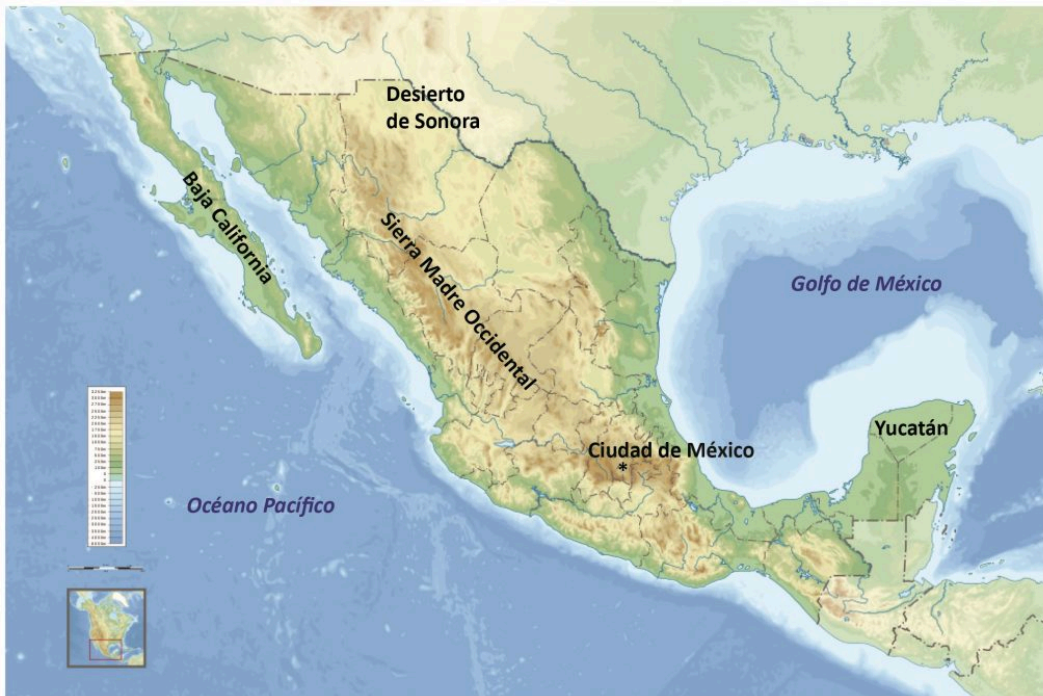 Desierto
de Sonora
Baja California
Sierra Madre Occidental
Golfo de México
Yucatán
Ciudad de México
*
Océano Pacífico